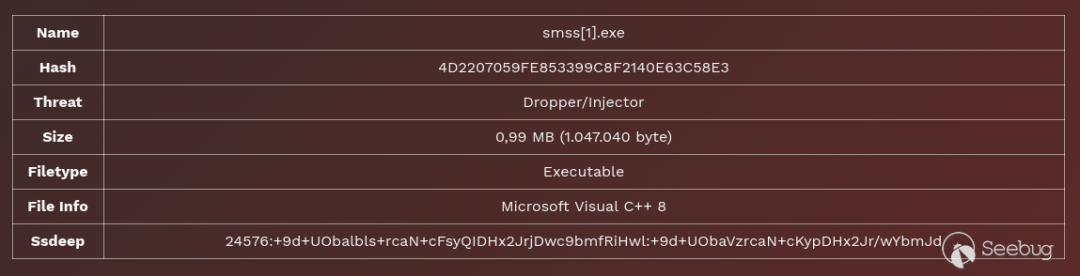 Name smss[1].exe
Hash 4D2207059FE853399C8F2140E63C58E3
Threat Dropper/Injector
Size 0,99 MB (1.047.040 byte)
Filetype Executable
File Info Microsoft Visual C++ 8
Ssdeep 24576:+9d+UObalbls+rcaN+cFsyQIDHx2JrjDwc9bmfRiHwl:+9d+UObaVzrcaN+cKypDHx2Jr/wYbmJd
Seebug